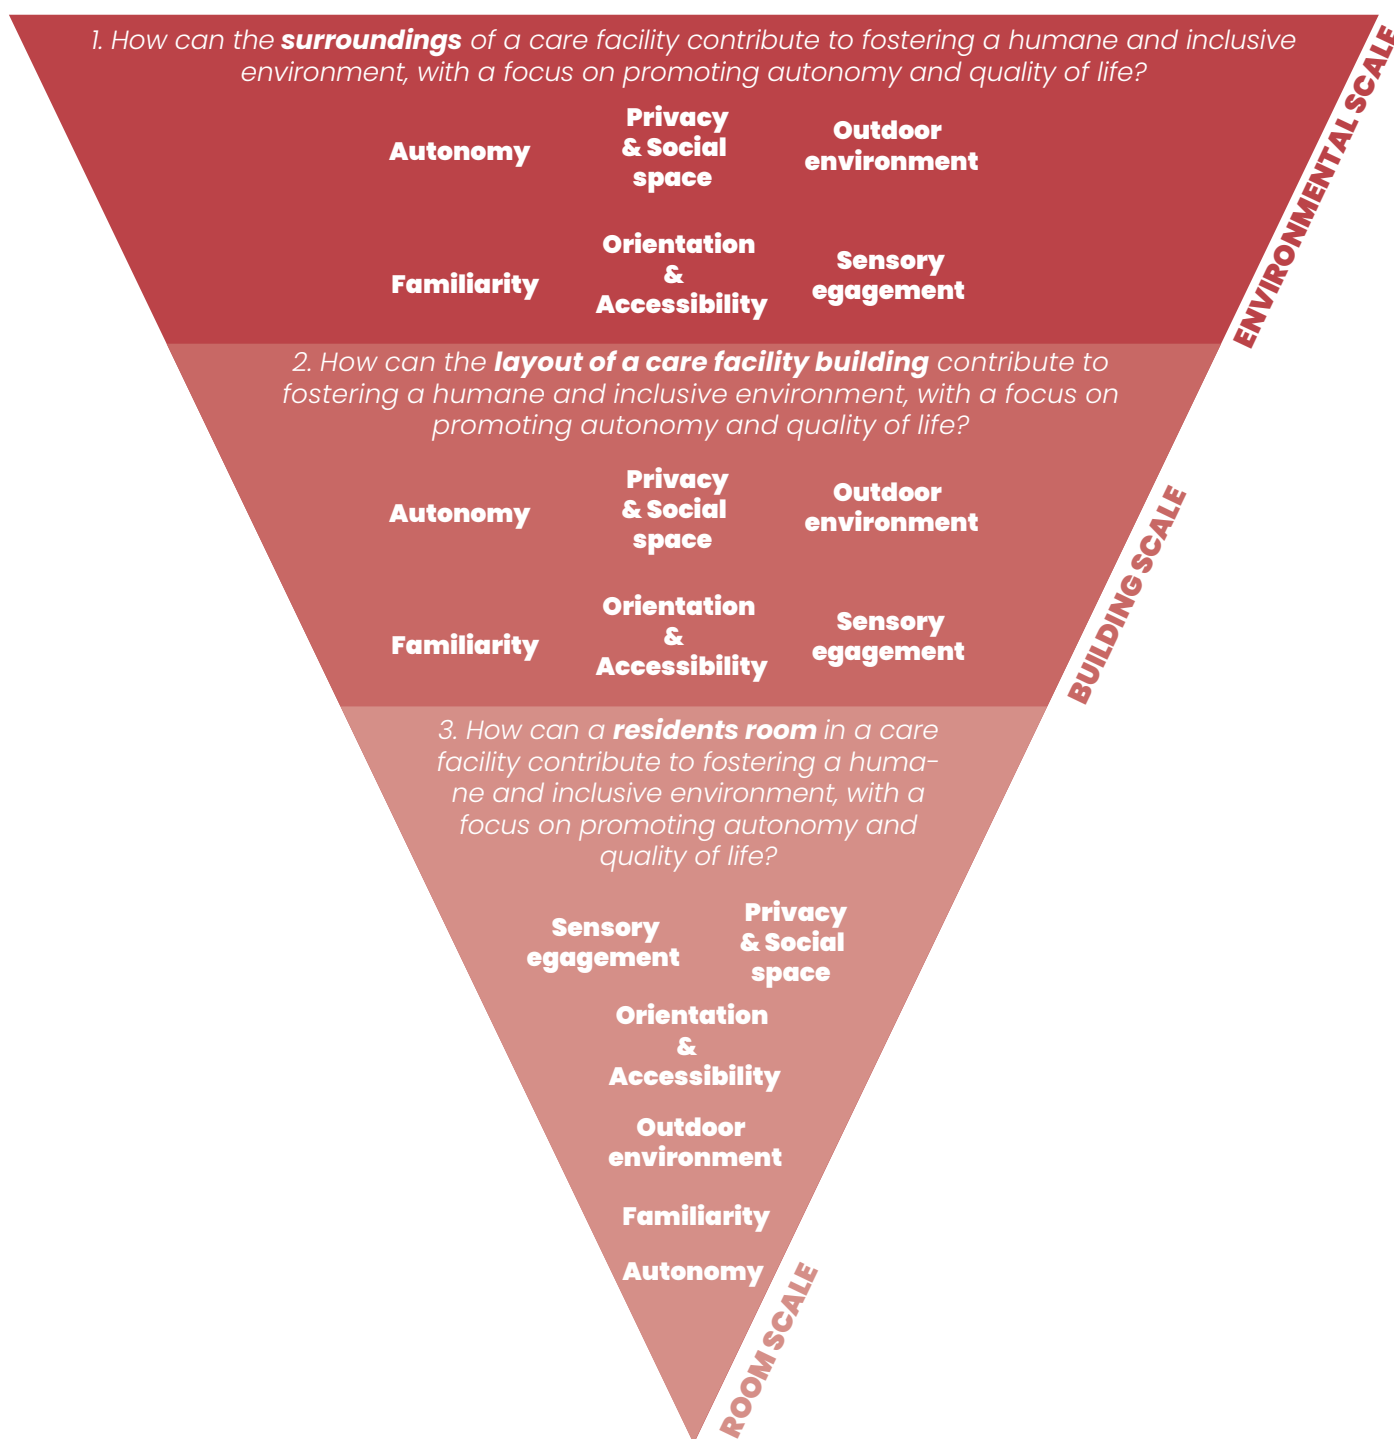 1. How can the surroundings of a care facility contribute to fostering a humane and inclusive
environment, with a focus on promoting autonomy and quality of life?
Autonomy
Privacy
& Social
space
Outdoor
environment
Familiarity
Orientation
&
Accessibility
Sensory
egagement
ENVIRONMENTAL SCALE
2. How can the layout of a care facility building contribute to
fostering a humane and inclusive environment, with a focus on
promoting autonomy and quality of life?
Autonomy
Privacy
& Social
space
Outdoor
environment
Familiarity
Orientation
&
Accessibility
Sensory
egagement
BUILDING SCALE
3. How can a residents room in a care
facility contribute to fostering a huma-
ne and inclusive environment, with a
focus on promoting autonomy and
quality of life?
Sensory
egagement
Privacy
& Social
space
Orientation
&
Accessibility
Outdoor
environment
Familiarity
Autonomy
ROOM SCALE